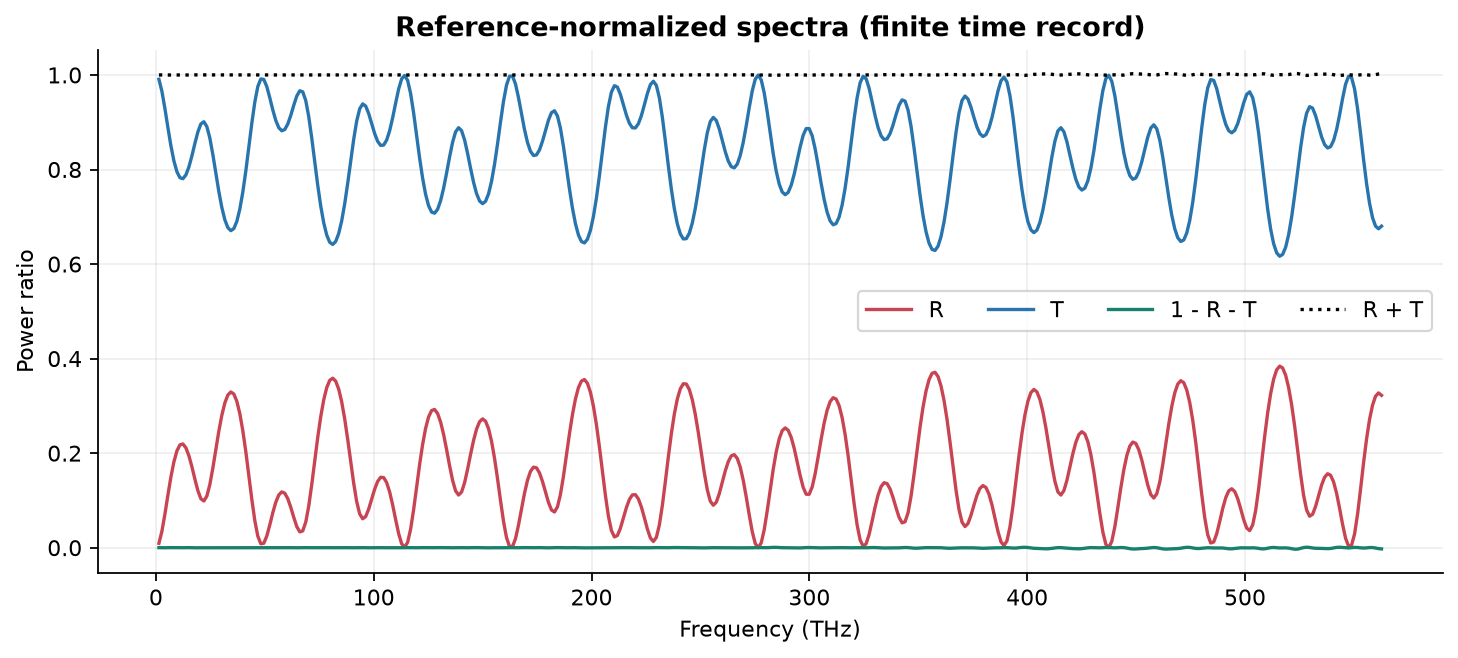 Reference-normalized spectra (finite time record)
Power ratio
1.0
0.8
0.6
0.4
0.2
0.0
R T 1 - R - T R + T
0 100 200 300 400 500
Frequency (THz)